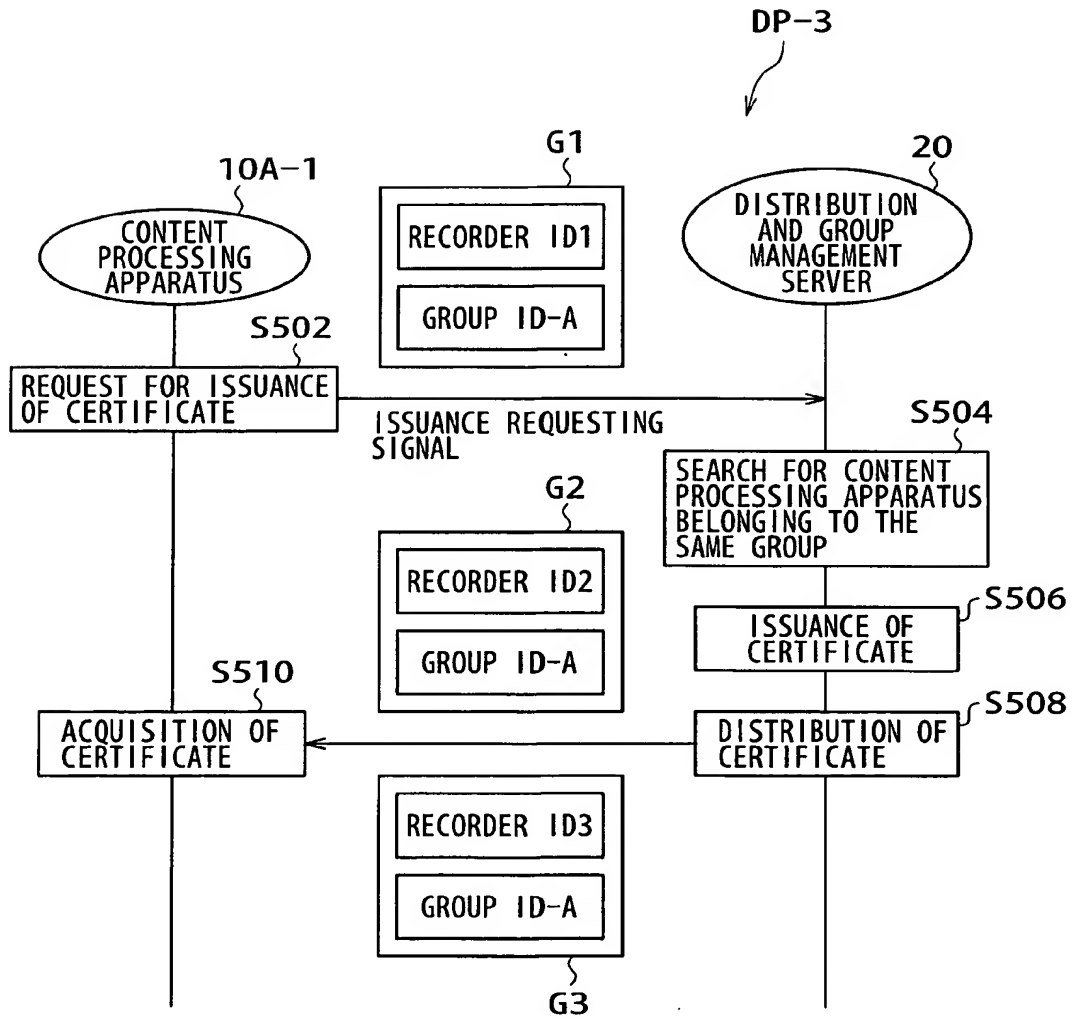 DP-3
10A-1
CONTENT
PROCESSING
APPARATUS
G1
RECORDER ID1
GROUP ID-A
20
DISTRIBUTION
AND GROUP
MANAGEMENT
SERVER
S502
REQUEST FOR ISSUANCE
OF CERTIFICATE
ISSUANCE REQUESTING
SIGNAL
S504
SEARCH FOR CONTENT
PROCESSING APPARATUS
BELONGING TO THE
SAME GROUP
G2
RECORDER ID2
GROUP ID-A
S506
ISSUANCE OF
CERTIFICATE
S510
ACQUISITION OF
CERTIFICATE
S508
DISTRIBUTION OF
CERTIFICATE
RECORDER ID3
GROUP ID-A
G3